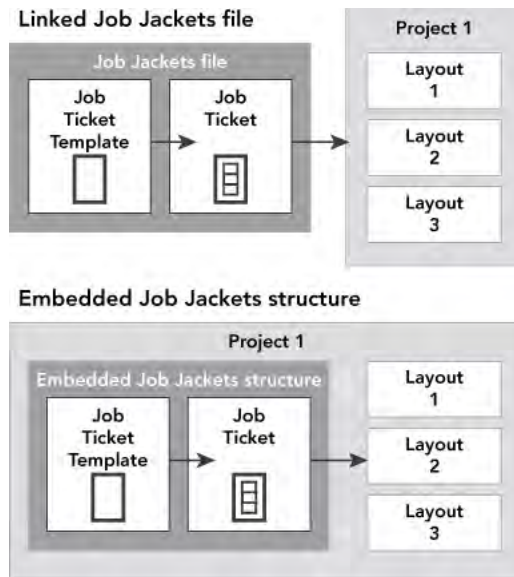 Linked Job Jackets file
Job Jackets file
Job
Ticket
Template
Job
Ticket
Project 1
Layout
1
Layout
2
Layout
3
Embedded Job Jackets structure
Project 1
Embedded Job Jackets structure
Job
Ticket
Template
Job
Ticket
Layout
1
Layout
2
Layout
3